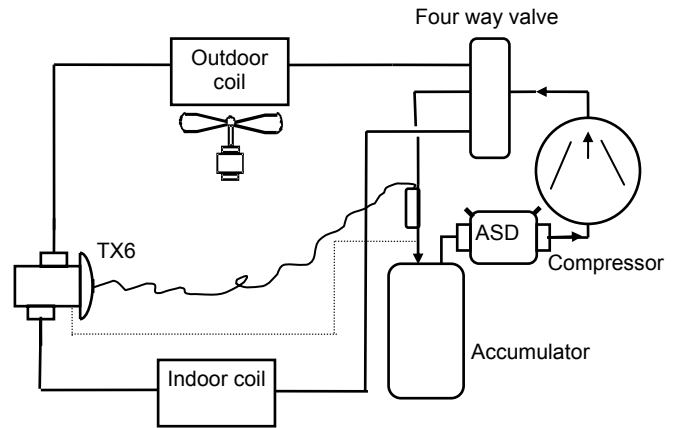 Four way valve
Outdoor
coil
TX6
ASD
Compressor
Accumulator
Indoor coil